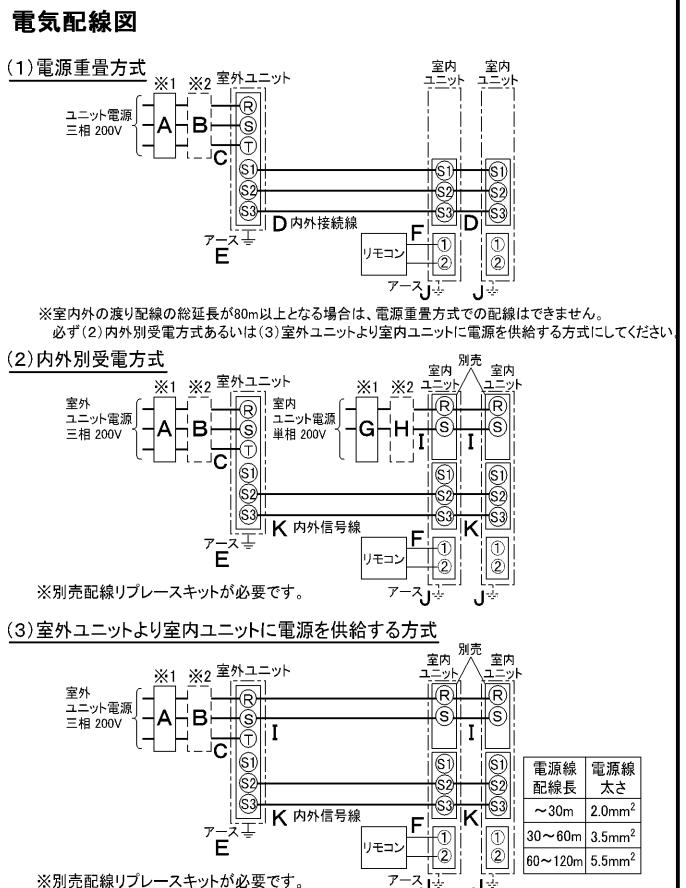 電気配線図
(1)電源重畳方式
※1 ※2 室外ユニット
室内
ユニット
室内
ユニット
ユニット電源
三相 200V
A B C
R
S
T
S1
S2
S3
S1
S2
S3
S1
S2
S3
D 内外接続線
D
アース
E
リモコン
F
①
②
①
②
アース J J
※室内外の渡り配線の総延長が80m以上となる場合は、電源重畳方式での配線はできません。
必ず(2)内外別受電方式あるいは(3)室外ユニットより室内ユニットに電源を供給する方式にしてください
(2)内外別受電方式
別売
※1 ※2 室外ユニット
※1 ※2
室内
ユニット
室内
ユニット
室外
ユニット電源
三相 200V
A B C
R
S
T
S1
S2
S3
室内
ユニット電源
単相 200V
G H I I
R
S
S1
S2
S3
R
S
S1
S2
S3
K 内外信号線
K
アース
E
リモコン
F
①
②
①
②
アース J J
※別売配線リプレースキットが必要です。
(3)室外ユニットより室内ユニットに電源を供給する方式
別売
※1 ※2 室外ユニット
室内
ユニット
室内
ユニット
室外
ユニット電源
三相 200V
A B C
R
S
T
S1
S2
S3
I I
R
S
S1
S2
S3
R
S
S1
S2
S3
K 内外信号線
K
アース
E
リモコン
F
①
②
①
②
アース J J
※別売配線リプレースキットが必要です。
電源線
配線長
電源線
太さ
～30m 2.0mm²
30～60m 3.5mm²
60～120m 5.5mm²